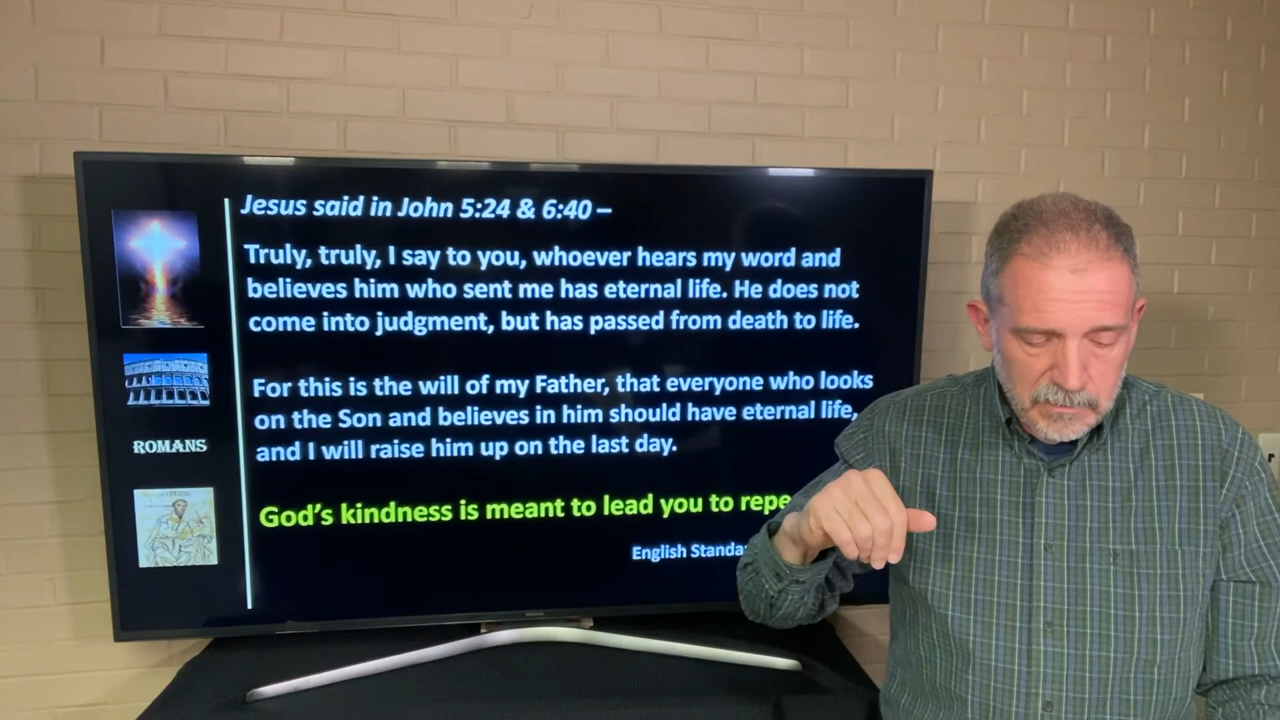 Jesus said in John 5:24 & 6:40 –
Truly, truly, I say to you, whoever hears my word and
believes him who sent me has eternal life. He does not
come into judgment, but has passed from death to life.
For this is the will of my Father, that everyone who looks
on the Son and believes in him should have eternal life,
and I will raise him up on the last day.
God's kindness is meant to lead you to repe
English Standa
ROMANS